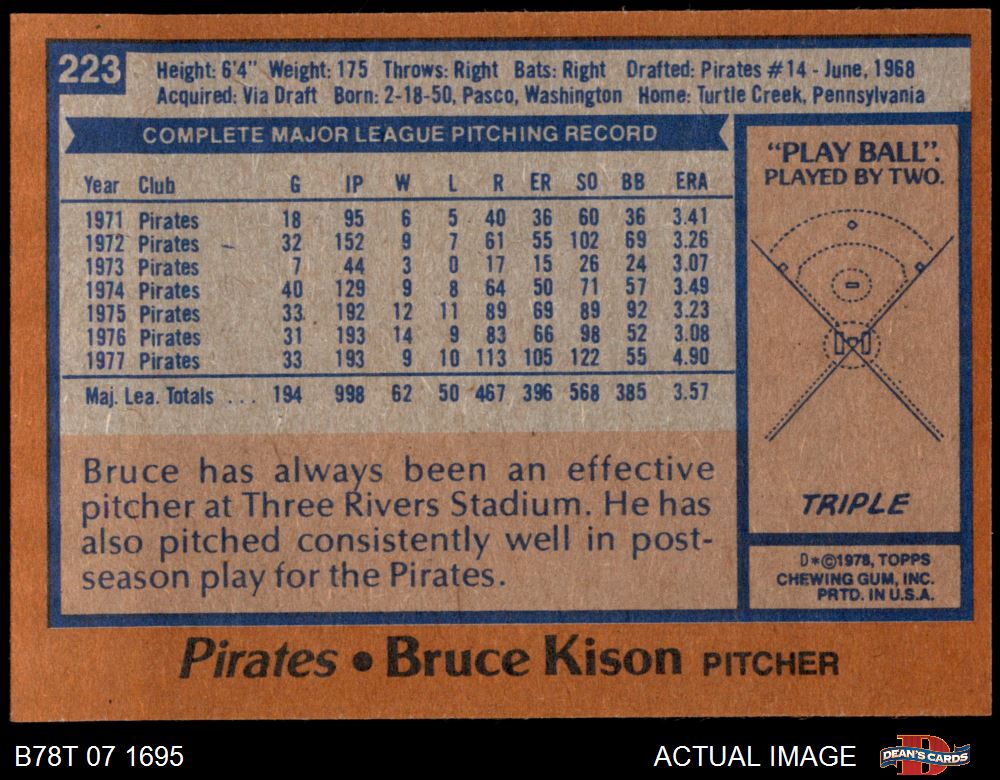 223
Height: 6'4" Weight: 175 Throws: Right Bats: Right Drafted: Pirates #14 - June, 1968
Acquired: Via Draft Born: 2-18-50, Pasco, Washington Home: Turtle Creek, Pennsylvania
COMPLETE MAJOR LEAGUE PITCHING RECORD
Year Club G IP W L R ER SO BB ERA
1971 Pirates 18 95 6 5 40 36 60 36 3.41
1972 Pirates 32 152 9 7 61 55 102 69 3.26
1973 Pirates 7 44 3 0 17 15 26 24 3.07
1974 Pirates 40 129 9 8 64 50 71 57 3.49
1975 Pirates 33 192 12 11 89 69 89 92 3.23
1976 Pirates 31 193 14 9 83 66 98 52 3.08
1977 Pirates 33 193 9 10 113 105 122 55 4.90
Maj. Lea. Totals . . . 194 998 62 50 467 396 568 385 3.57
Bruce has always been an effective
pitcher at Three Rivers Stadium. He has
also pitched consistently well in post-
season play for the Pirates.
"PLAY BALL".
PLAYED BY TWO.
TRIPLE
D*©1978, TOPPS
CHEWING GUM, INC.
PRTD. IN U.S.A.
Pirates • Bruce Kison PITCHER
B78T 07 1695
ACTUAL IMAGE
D
DEAN'S CARDS